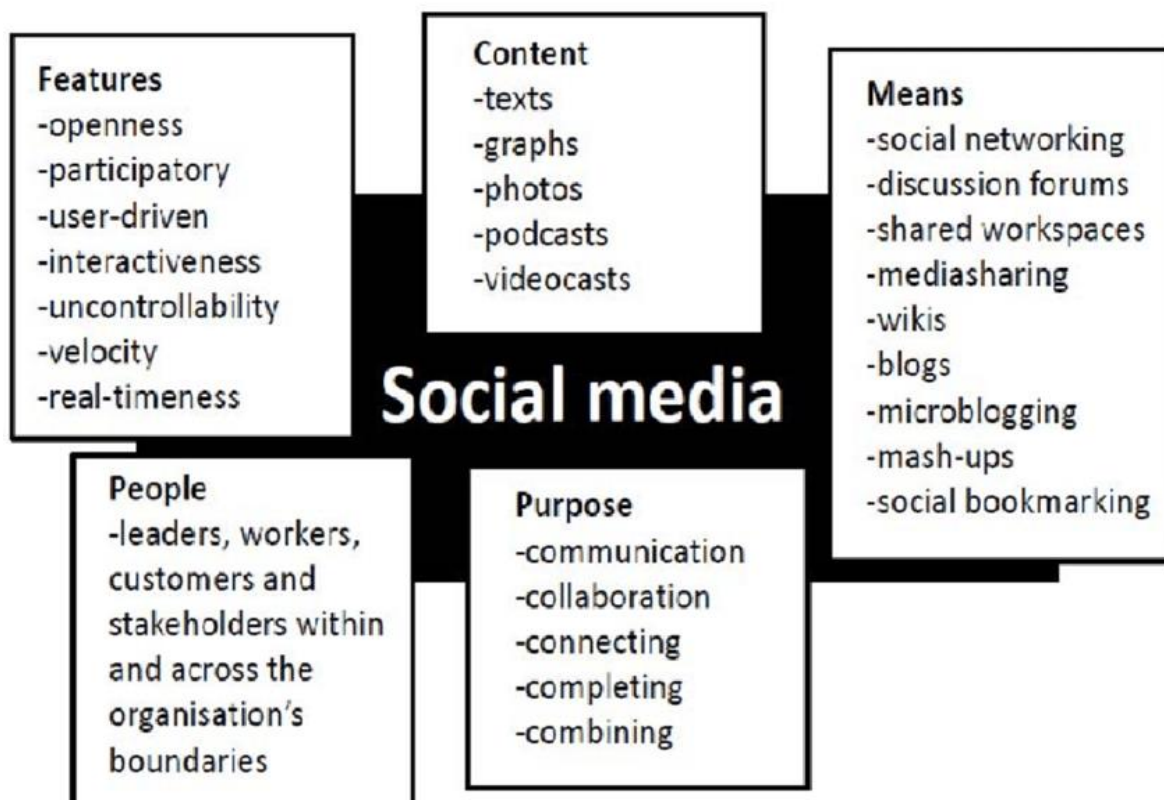 Features
-openness
-participatory
-user-driven
-interactiveness
-uncontrollability
-velocity
-real-timeness
Content
-texts
-graphs
-photos
-podcasts
-videocasts
Means
-social networking
-discussion forums
-shared workspaces
-mediasharing
-wikis
-blogs
-microblogging
-mash-ups
-social bookmarking
Social media
People
-leaders, workers,
customers and
stakeholders within
and across the
organisation's
boundaries
Purpose
-communication
-collaboration
-connecting
-completing
-combining